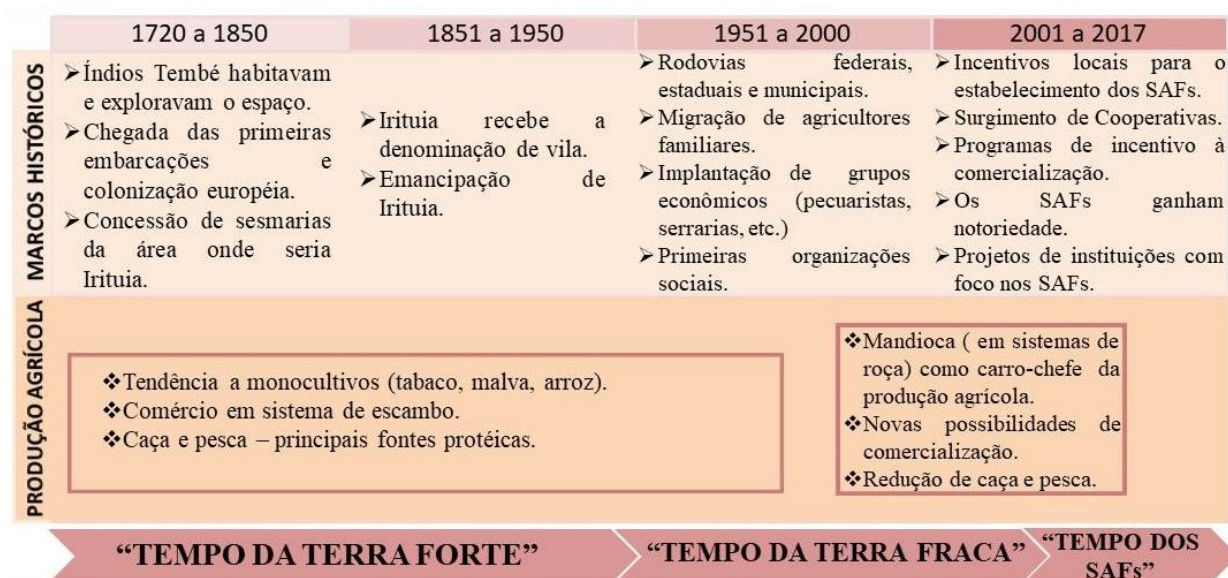 1720 a 1850
1851 a 1950
1951 a 2000
2001 a 2017
MARCOS HISTÓRICOS
➢Índios Tembé habitavam
e exploravam o espaço.
➢Chegada das primeiras
embarcações e
colonização européia.
➢Concessão de sesmarias
da área onde seria
Irituia.
➢Irituia recebe a
denominação de vila.
➢Emancipação de
Irituia.
➢Rodovias federais,
estaduais e municipais.
➢Migração de agricultores
familiares.
➢Implantação de grupos
econômicos (pecuaristas,
serrarias, etc.)
➢Primeiras organizações
sociais.
➢Incentivos locais para o
estabelecimento dos SAFs.
➢Surgimento de Cooperativas.
➢Programas de incentivo à
comercialização.
➢Os SAFs ganham
notoriedade.
➢Projetos de instituições com
foco nos SAFs.
PRODUÇÃO AGRÍCOLA
❖Tendência a monocultivos (tabaco, malva, arroz).
❖Comércio em sistema de escambo.
❖Caça e pesca – principais fontes protéicas.
❖Mandioca ( em sistemas de
roça) como carro-chefe da
produção agrícola.
❖Novas possibilidades de
comercialização.
❖Redução de caça e pesca.
“TEMPO DA TERRA FORTE”
“TEMPO DA TERRA FRACA”
“TEMPO DOS
SAFs”